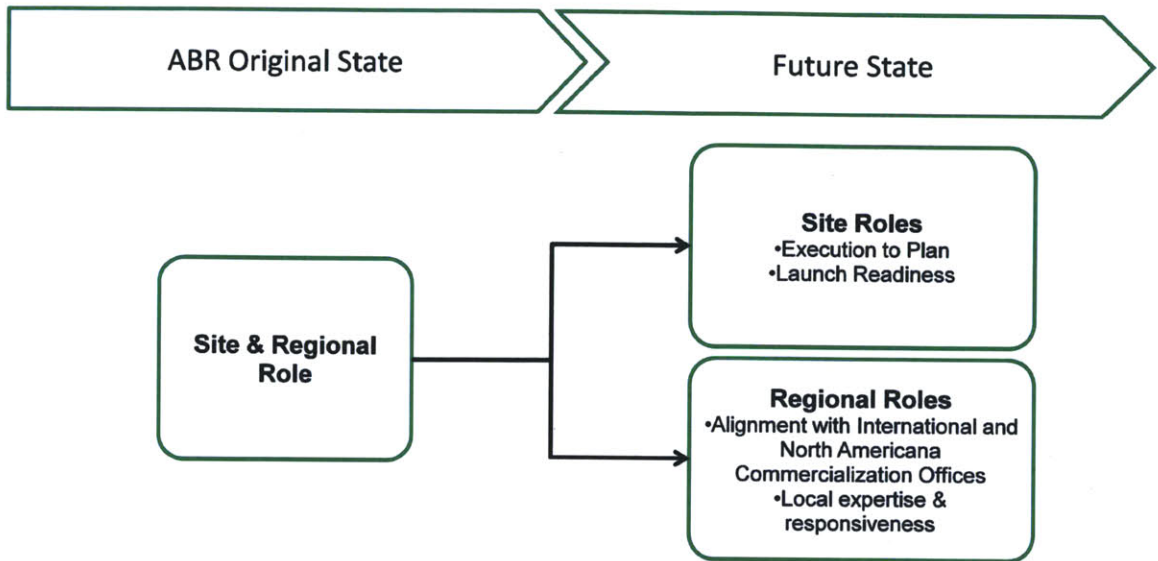 ABR Original State
Future State
Site & Regional
Role
Site Roles
•Execution to Plan
•Launch Readiness
Regional Roles
•Alignment with International and
North Americana
Commercialization Offices
•Local expertise &
responsiveness